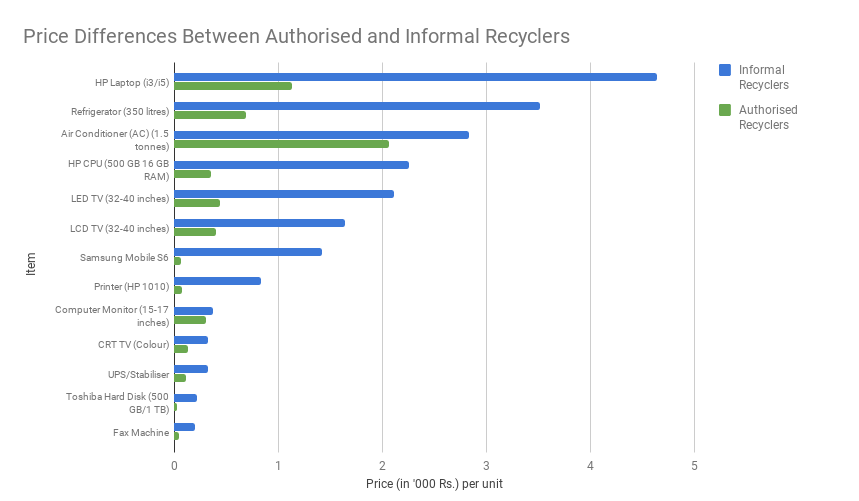 Price Differences Between Authorised and Informal Recyclers
Informal
Recyclers
Authorised
Recyclers
Item
HP Laptop (i3/i5)
Refrigerator (350 litres)
Air Conditioner (AC) (1.5
tonnes)
HP CPU (500 GB 16 GB
RAM)
LED TV (32-40 inches)
LCD TV (32-40 inches)
Samsung Mobile S6
Printer (HP 1010)
Computer Monitor (15-17
inches)
CRT TV (Colour)
UPS/Stabiliser
Toshiba Hard Disk (500
GB/1 TB)
Fax Machine
0 1 2 3 4 5
Price (in '000 Rs.) per unit